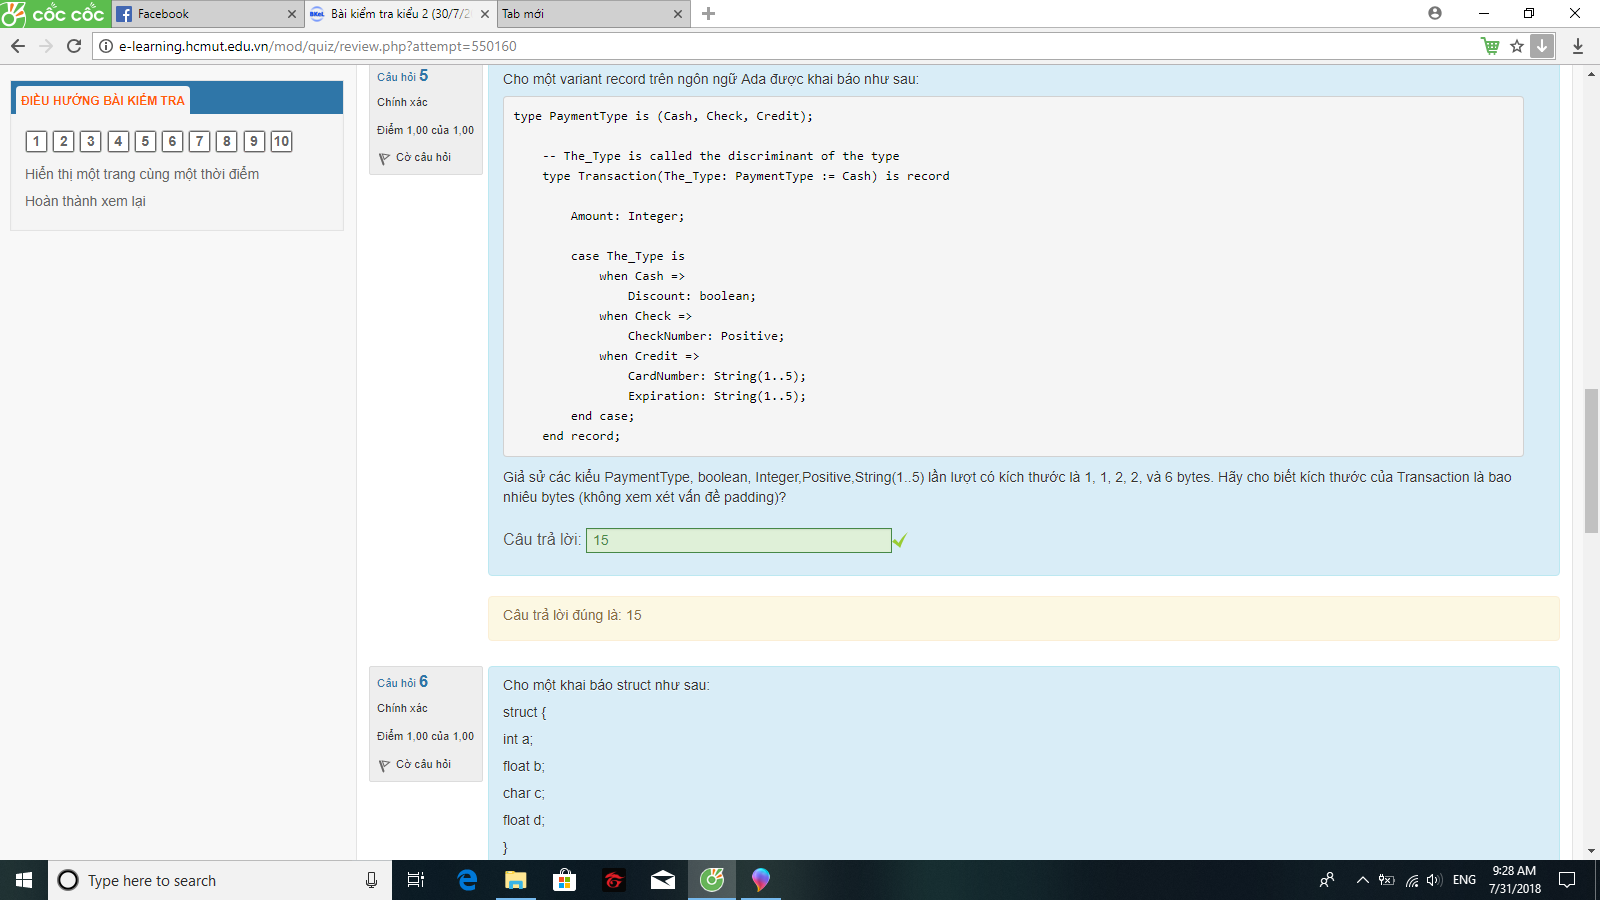 cốc cốc
Facebook
Bài kiểm tra kiểu 2 (30/7/2
Tab mới
e-learning.hcmut.edu.vn/mod/quiz/review.php?attempt=550160
ĐIỀU HƯỚNG BÀI KIỂM TRA
1 2 3 4 5 6 7 8 9 10
Hiển thị một trang cùng một thời điểm
Hoàn thành xem lại
Câu hỏi 5
Chính xác
Điểm 1,00 của 1,00
Cờ câu hỏi
Cho một variant record trên ngôn ngữ Ada được khai báo như sau:
type PaymentType is (Cash, Check, Credit);
-- The_Type is called the discriminant of the type
type Transaction(The_Type: PaymentType := Cash) is record
Amount: Integer;
case The_Type is
when Cash =>
Discount: boolean;
when Check =>
CheckNumber: Positive;
when Credit =>
CardNumber: String(1..5);
Expiration: String(1..5);
end case;
end record;
Giả sử các kiểu PaymentType, boolean, Integer,Positive,String(1..5) lần lượt có kích thước là 1, 1, 2, 2, và 6 bytes. Hãy cho biết kích thước của Transaction là bao
nhiêu bytes (không xem xét vấn đề padding)?
Câu trả lời: 15
Câu trả lời đúng là: 15
Câu hỏi 6
Chính xác
Điểm 1,00 của 1,00
Cờ câu hỏi
Cho một khai báo struct như sau:
struct {
int a;
float b;
char c;
float d;
}
Type here to search
ENG
9:28 AM
7/31/2018